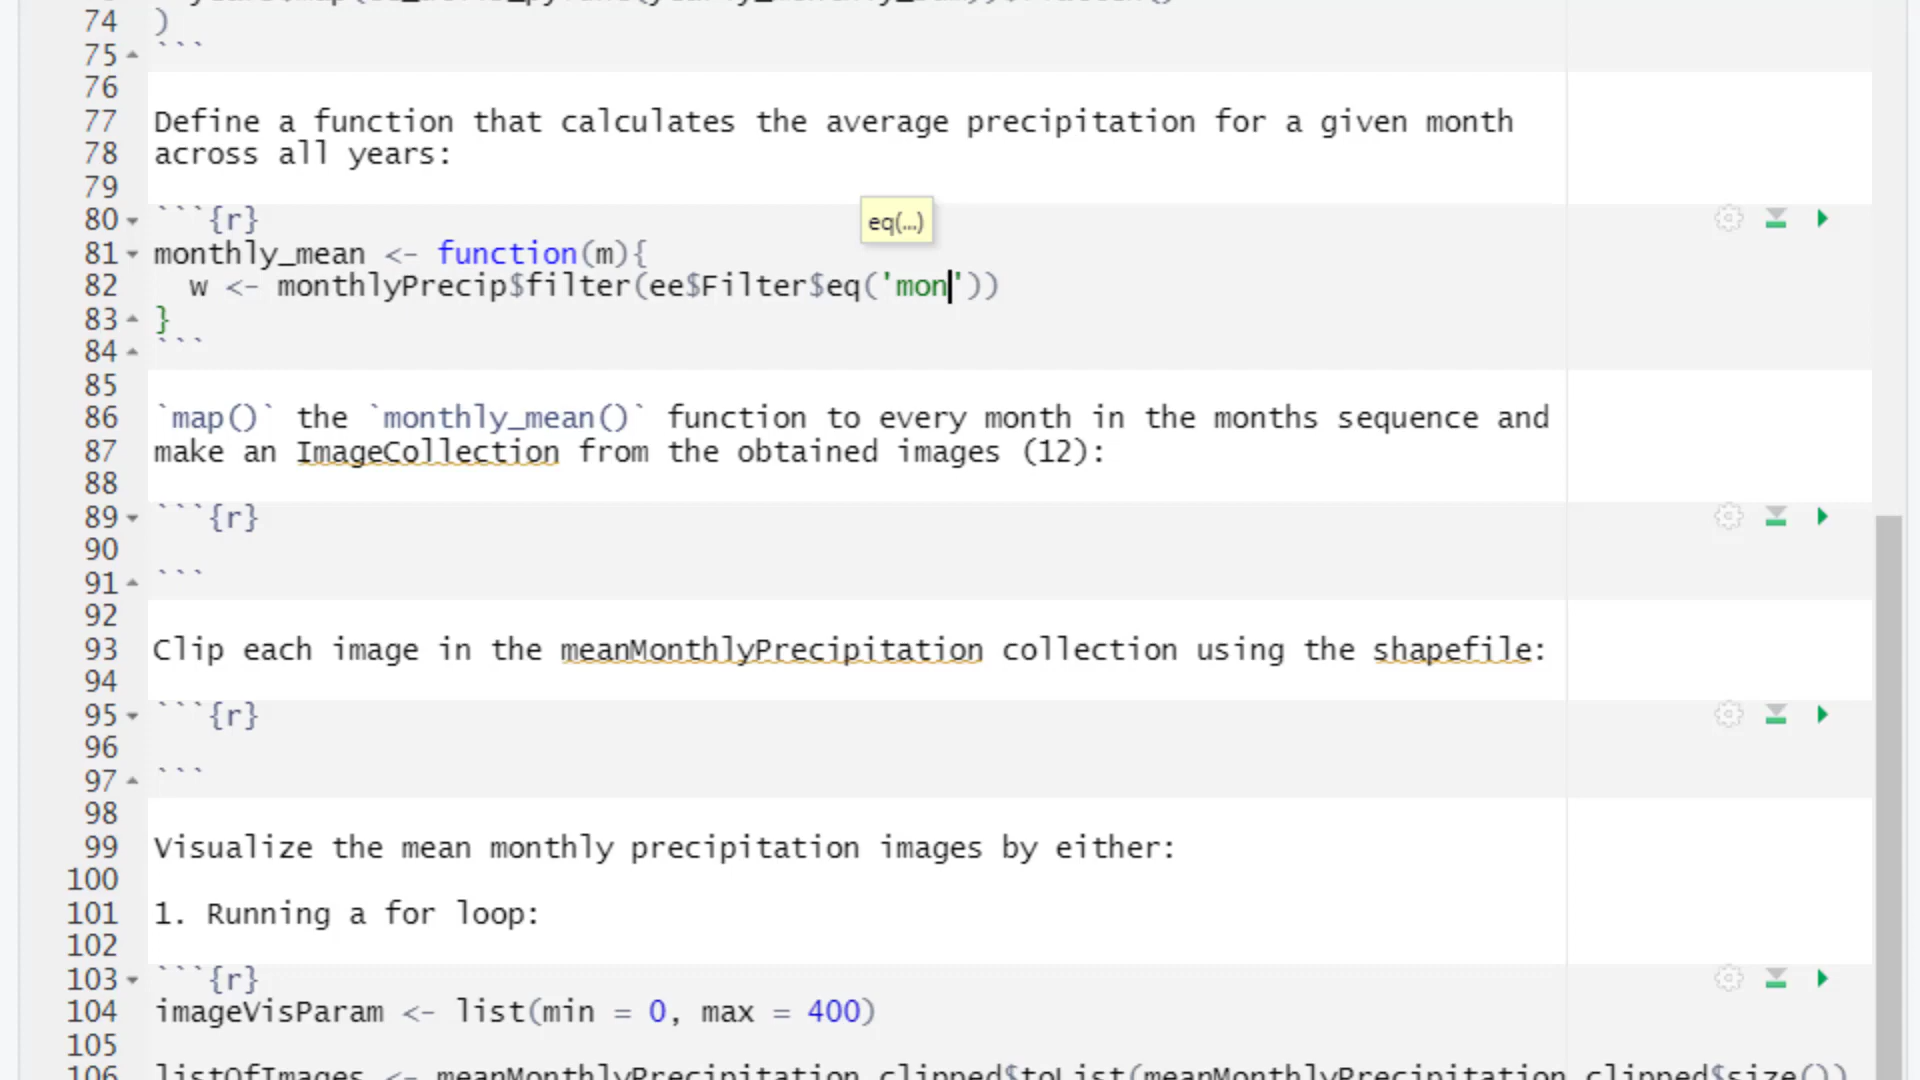 74 )
75 ```
76
77 Define a function that calculates the average precipitation for a given month
78 across all years:
79
80 ```{r}
eq(...)
81 monthly_mean <- function(m){
82   w <- monthlyPrecip$filter(ee$Filter$eq('mon'))
83 }
84 ```
85
86 `map()` the `monthly_mean()` function to every month in the months sequence and
87 make an ImageCollection from the obtained images (12):
88
89 ```{r}
90
91 ```
92
93 Clip each image in the meanMonthlyPrecipitation collection using the shapefile:
94
95 ```{r}
96
97 ```
98
99 Visualize the mean monthly precipitation images by either:
100
101 1. Running a for loop:
102
103 ```{r}
104 imageVisParam <- list(min = 0, max = 400)
105
106 listOfImages <- meanMonthlyPrecipitation_clipped$toList(meanMonthlyPrecipitation_clipped$size())